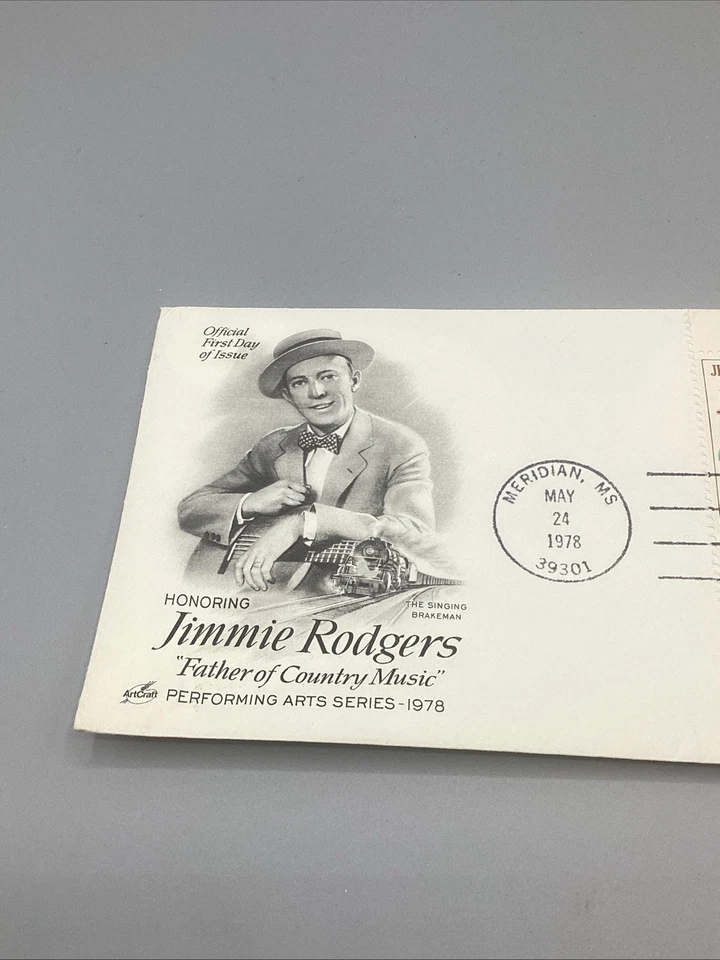 Official
First Day
of Issue
HONORING
THE SINGING
BRAKEMAN
Jimmie Rodgers
"Father of Country Music"
ArtCraft
PERFORMING ARTS SERIES-1978
MERIDIAN, MS
MAY
24
1978
39301